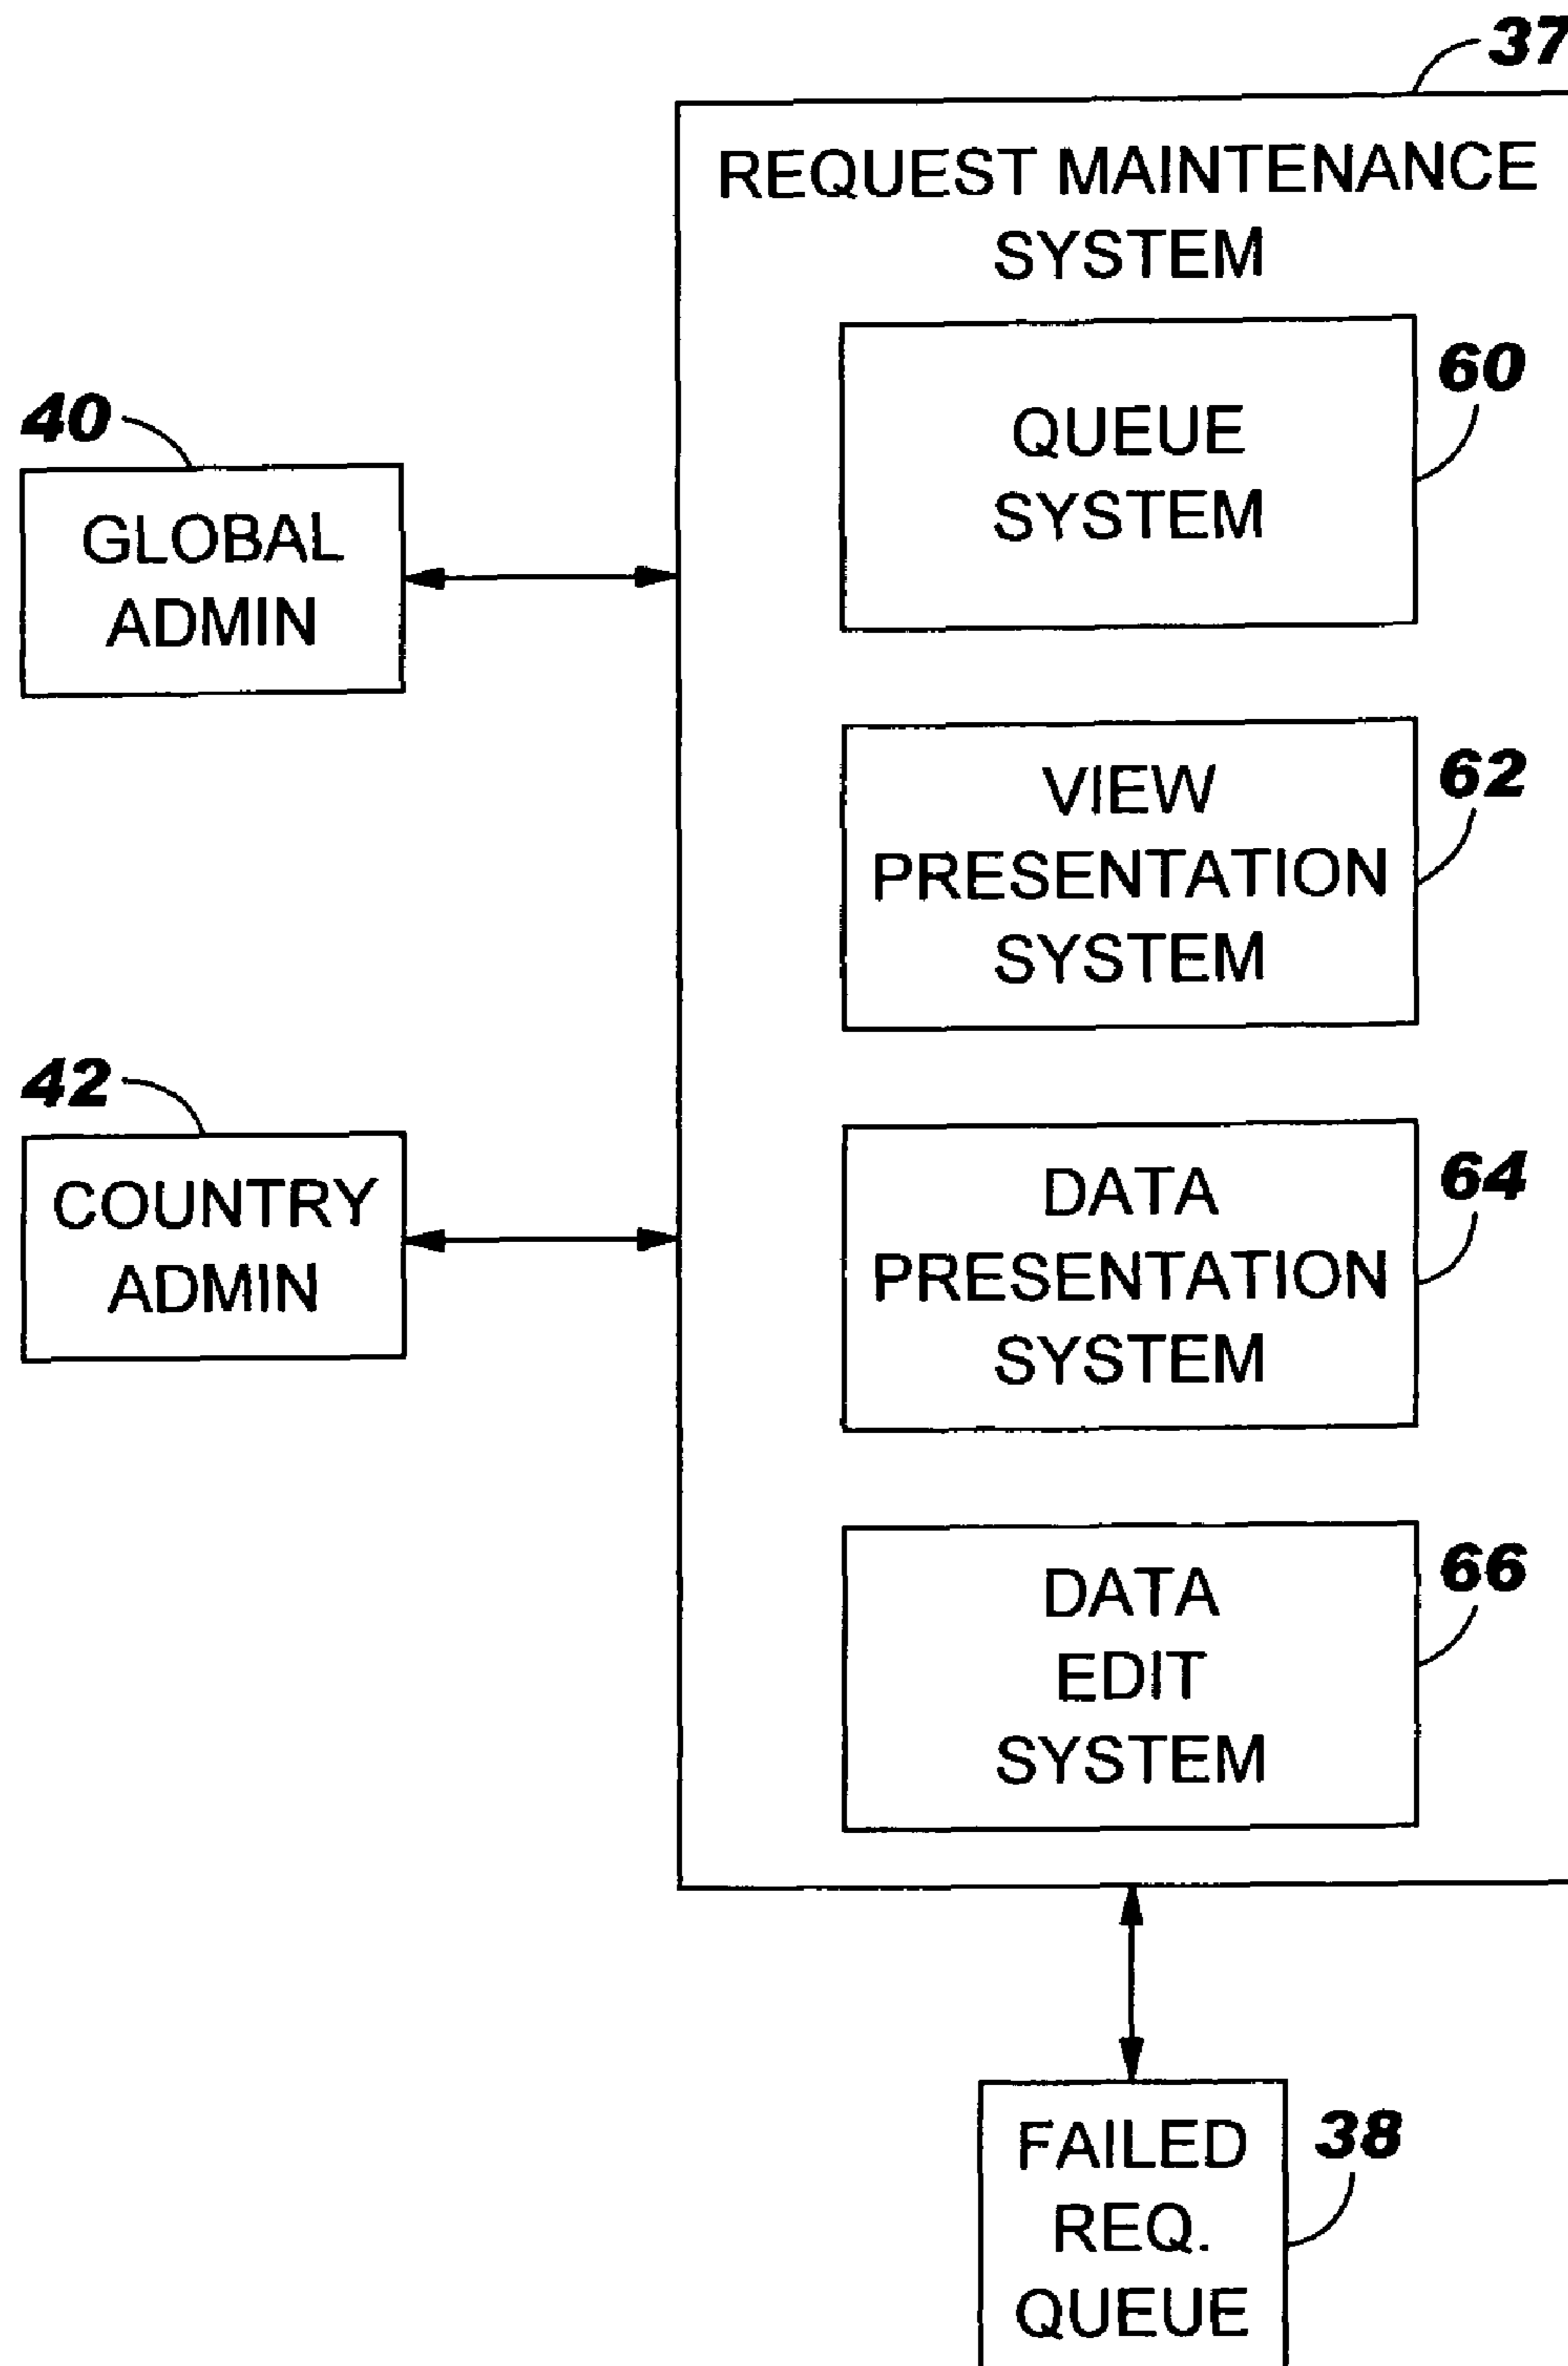 37
REQUEST MAINTENANCE
SYSTEM
60
QUEUE
SYSTEM
40
GLOBAL
ADMIN
62
VIEW
PRESENTATION
SYSTEM
42
COUNTRY
ADMIN
64
DATA
PRESENTATION
SYSTEM
66
DATA
EDIT
SYSTEM
38
FAILED
REQ.
QUEUE